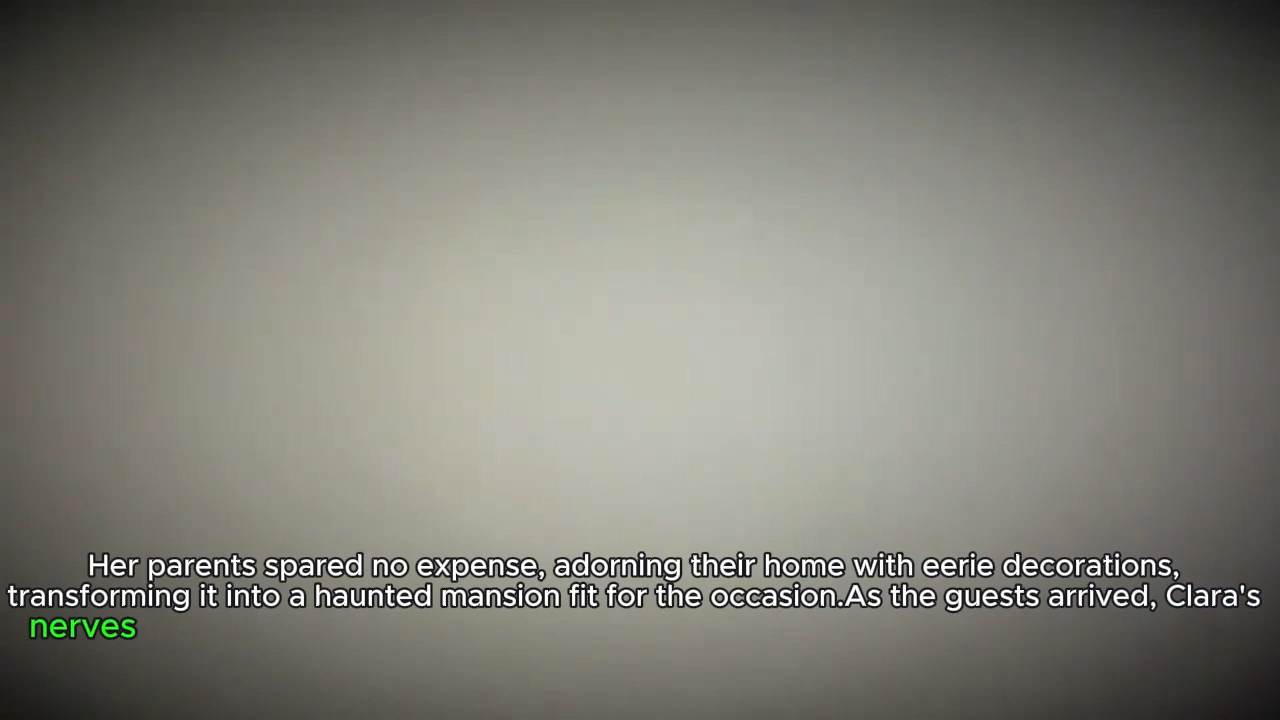 Her parents spared no expense, adorning their home with eerie decorations,
transforming it into a haunted mansion fit for the occasion.As the guests arrived, Clara's
nerves